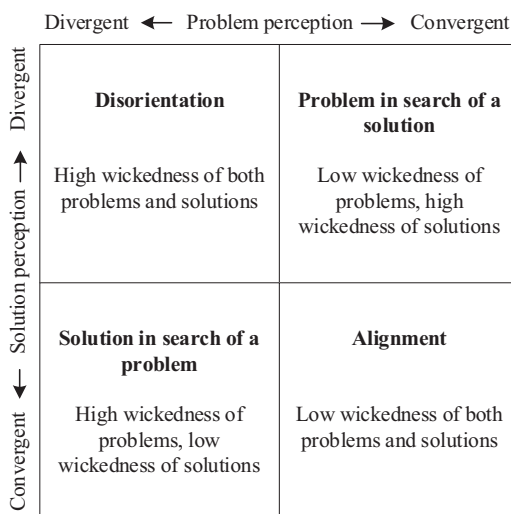 Divergent ← Problem perception → Convergent
Convergent ← Solution perception → Divergent
Disorientation
High wickedness of both
problems and solutions
Problem in search of a
solution
Low wickedness of
problems, high
wickedness of solutions
Solution in search of a
problem
High wickedness of
problems, low
wickedness of solutions
Alignment
Low wickedness of both
problems and solutions